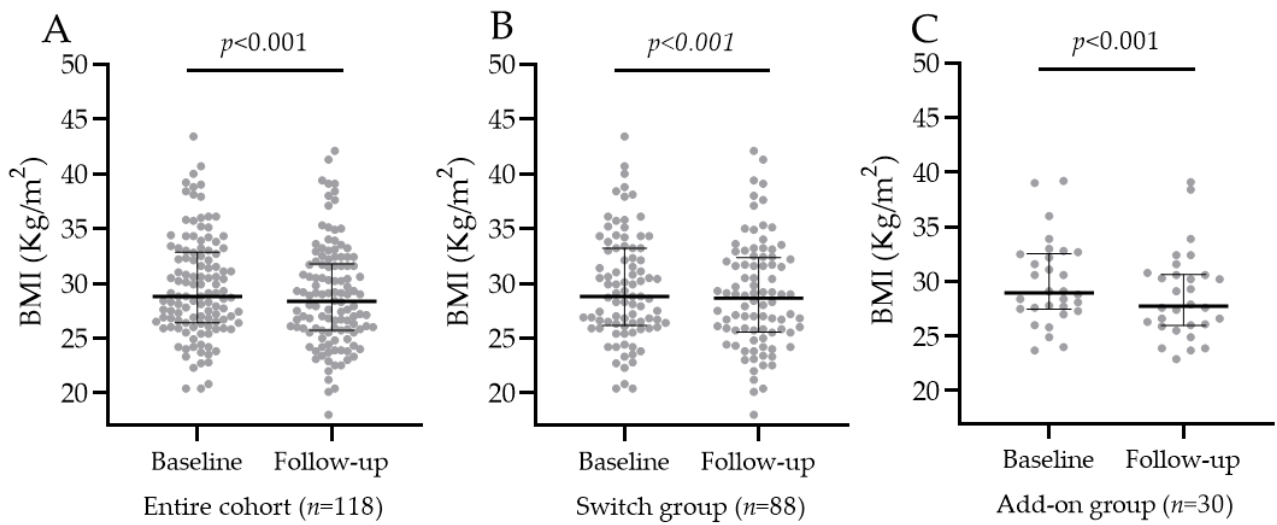 A
p<0.001
BMI (Kg/m²)
50
45
40
35
30
25
20
Baseline Follow-up
Entire cohort (n=118)
B
p<0.001
BMI (Kg/m²)
50
45
40
35
30
25
20
Baseline Follow-up
Switch group (n=88)
C
p<0.001
BMI (Kg/m²)
50
45
40
35
30
25
20
Baseline Follow-up
Add-on group (n=30)